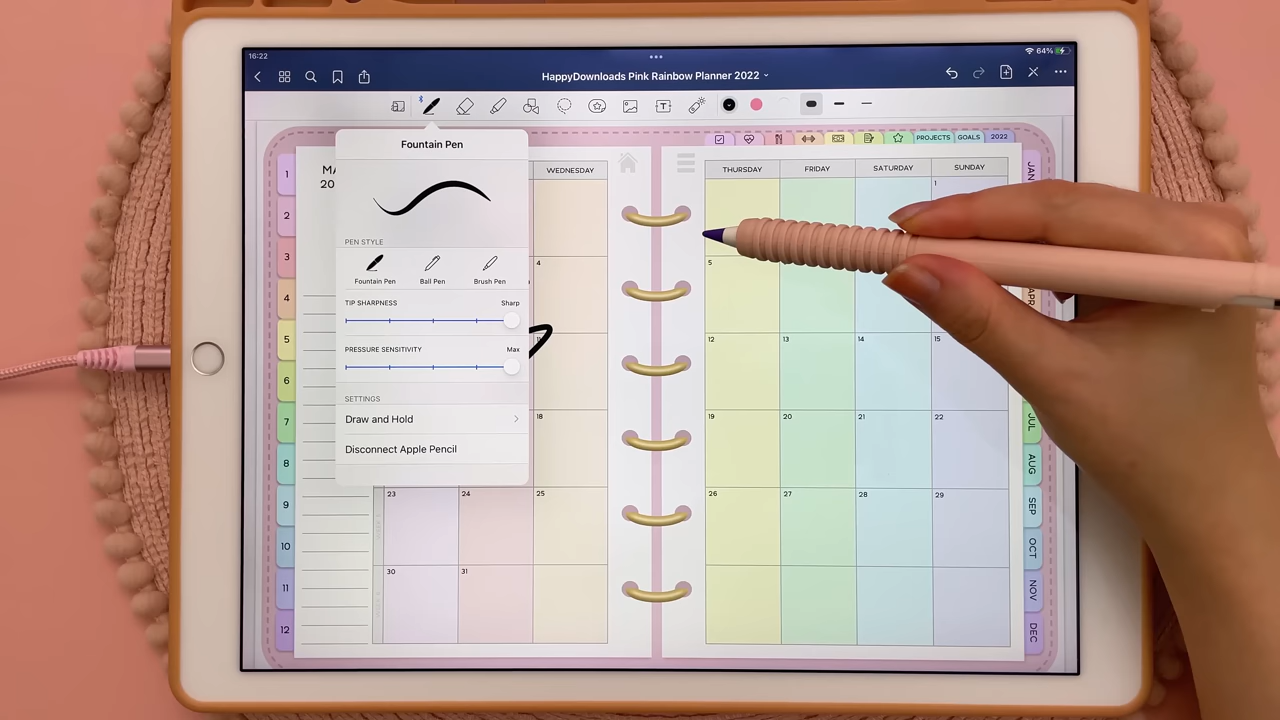 16:22
64%
HappyDownloads Pink Rainbow Planner 2022
T
PROJECTS GOALS 2022
Fountain Pen
PEN STYLE
Fountain Pen Ball Pen Brush Pen
TIP SHARPNESS Sharp
PRESSURE SENSITIVITY Max
SETTINGS
Draw and Hold
Disconnect Apple Pencil
1
2
3
4
5
6
7
8
9
10
11
12
WEDNESDAY THURSDAY FRIDAY SATURDAY SUNDAY
1
4 5
12 13 14 15
18 19 20 21 22
23 24 25 26 27 28 29
30 31
JAN
APR
JUL
AUG
SEP
OCT
NOV
DEC